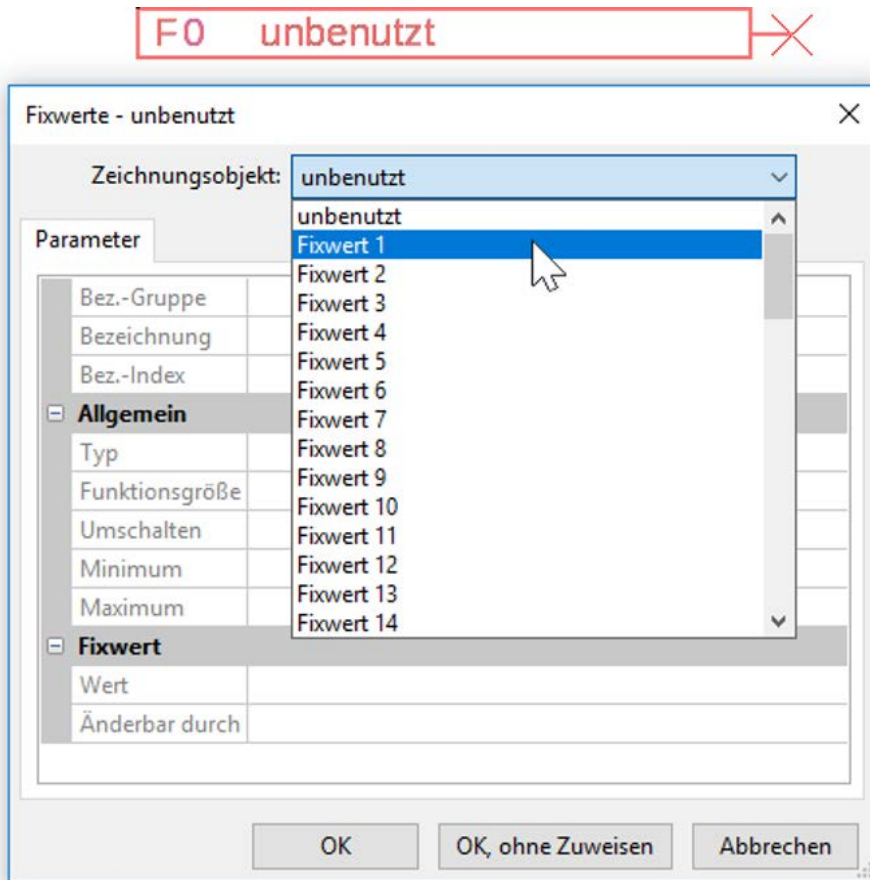 F0 unbenutzt
Fixwerte - unbenutzt
Zeichnungsobjekt: unbenutzt
unbenutzt
Fixwert 1
Fixwert 2
Fixwert 3
Fixwert 4
Fixwert 5
Fixwert 6
Fixwert 7
Fixwert 8
Fixwert 9
Fixwert 10
Fixwert 11
Fixwert 12
Fixwert 13
Fixwert 14
Parameter
Bez.-Gruppe
Bezeichnung
Bez.-Index
Allgemein
Typ
Funktionsgröße
Umschalten
Minimum
Maximum
Fixwert
Wert
Änderbar durch
OK
OK, ohne Zuweisen
Abbrechen